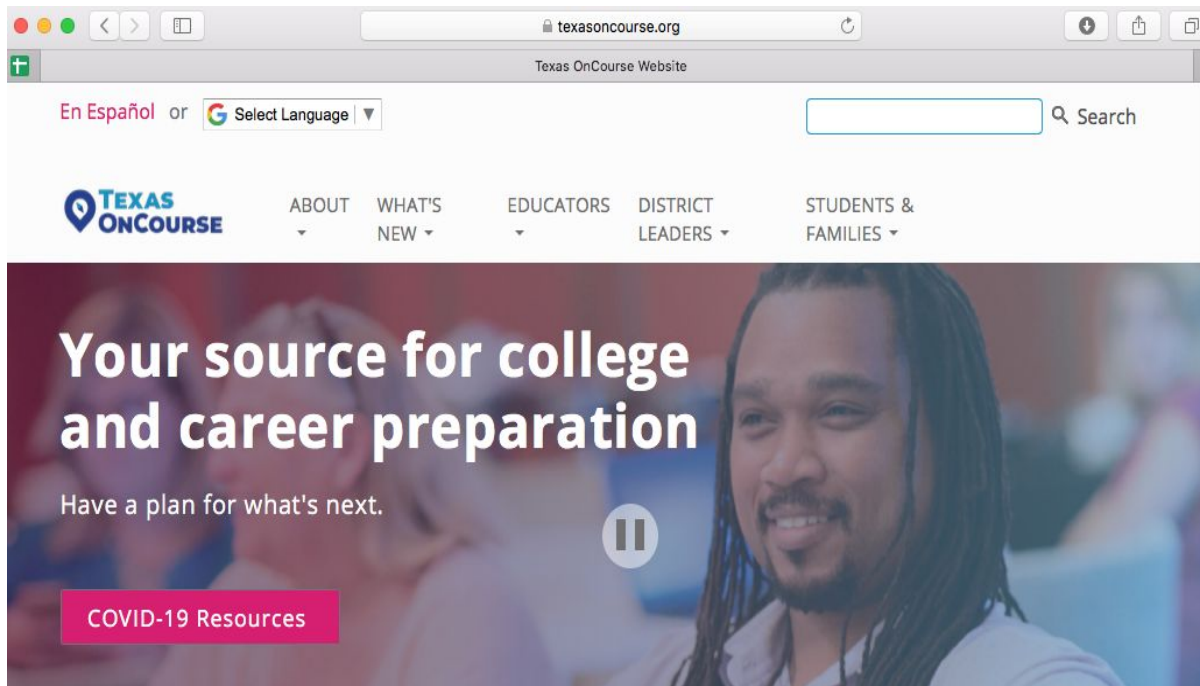 texasoncourse.org
Texas OnCourse Website
En Español or G Select Language ▼
Search
TEXAS
ONCOURSE
ABOUT
WHAT'S
NEW
EDUCATORS
DISTRICT
LEADERS
STUDENTS &
FAMILIES
Your source for college
and career preparation
Have a plan for what's next.
COVID-19 Resources